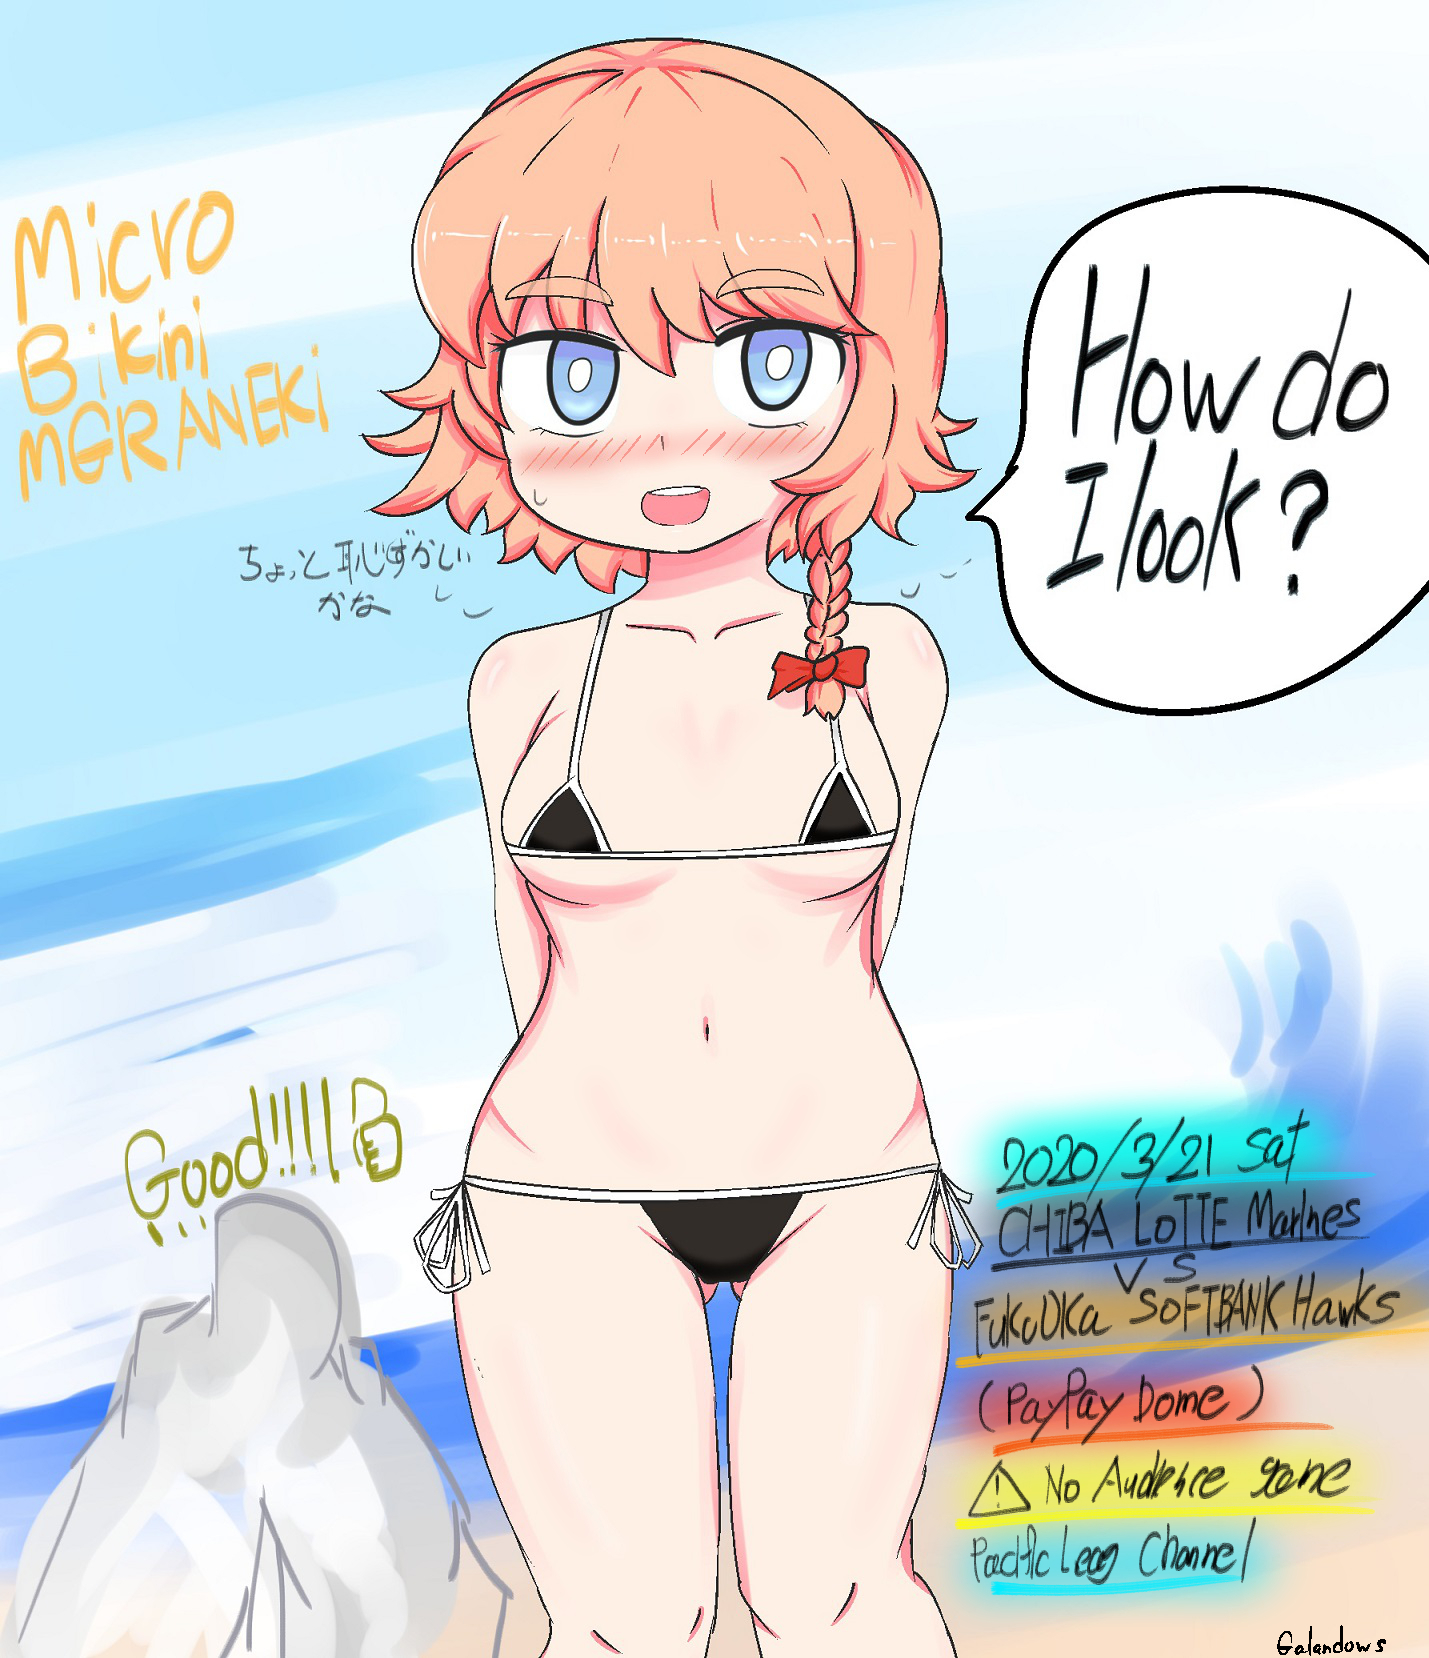 Micro
Bikini
MGRANEKI
How do
I look?
ちょっと恥じずかしい
かな
Good!!!!
2020/3/21 Sat
CHIBA LOTTE Marines
VS
FukuOKa SOFTBANK Hawks
(PayPay Dome)
⚠ No Audience game
Pacific Leag Channel
Galandows